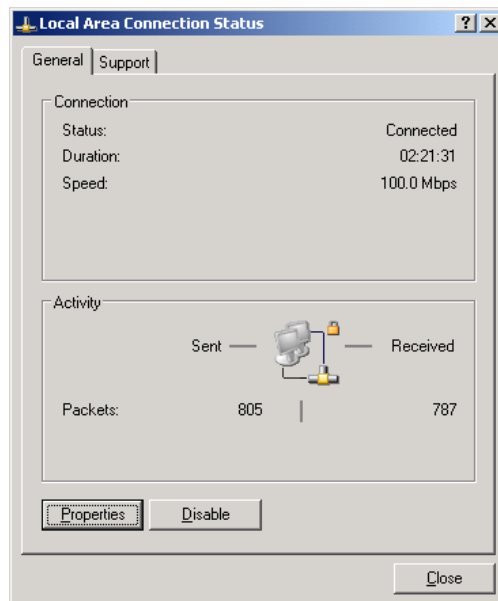 Local Area Connection Status
General Support
Connection
Status: Connected
Duration: 02:21:31
Speed: 100.0 Mbps
Activity
Sent Received
Packets: 805 787
Properties Disable
Close